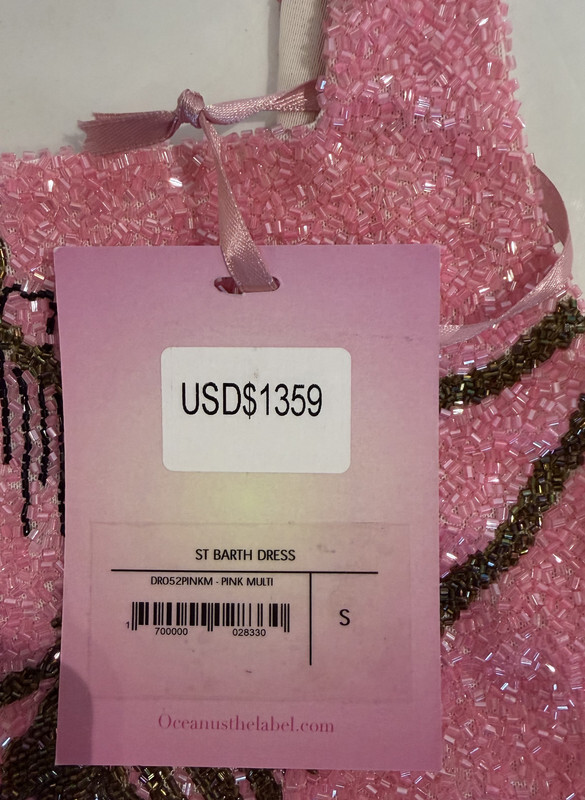 USD$1359
ST BARTH DRESS
DR052PINKM - PINK MULTI
S
1 700000 028330
Oceanusthelabel.com